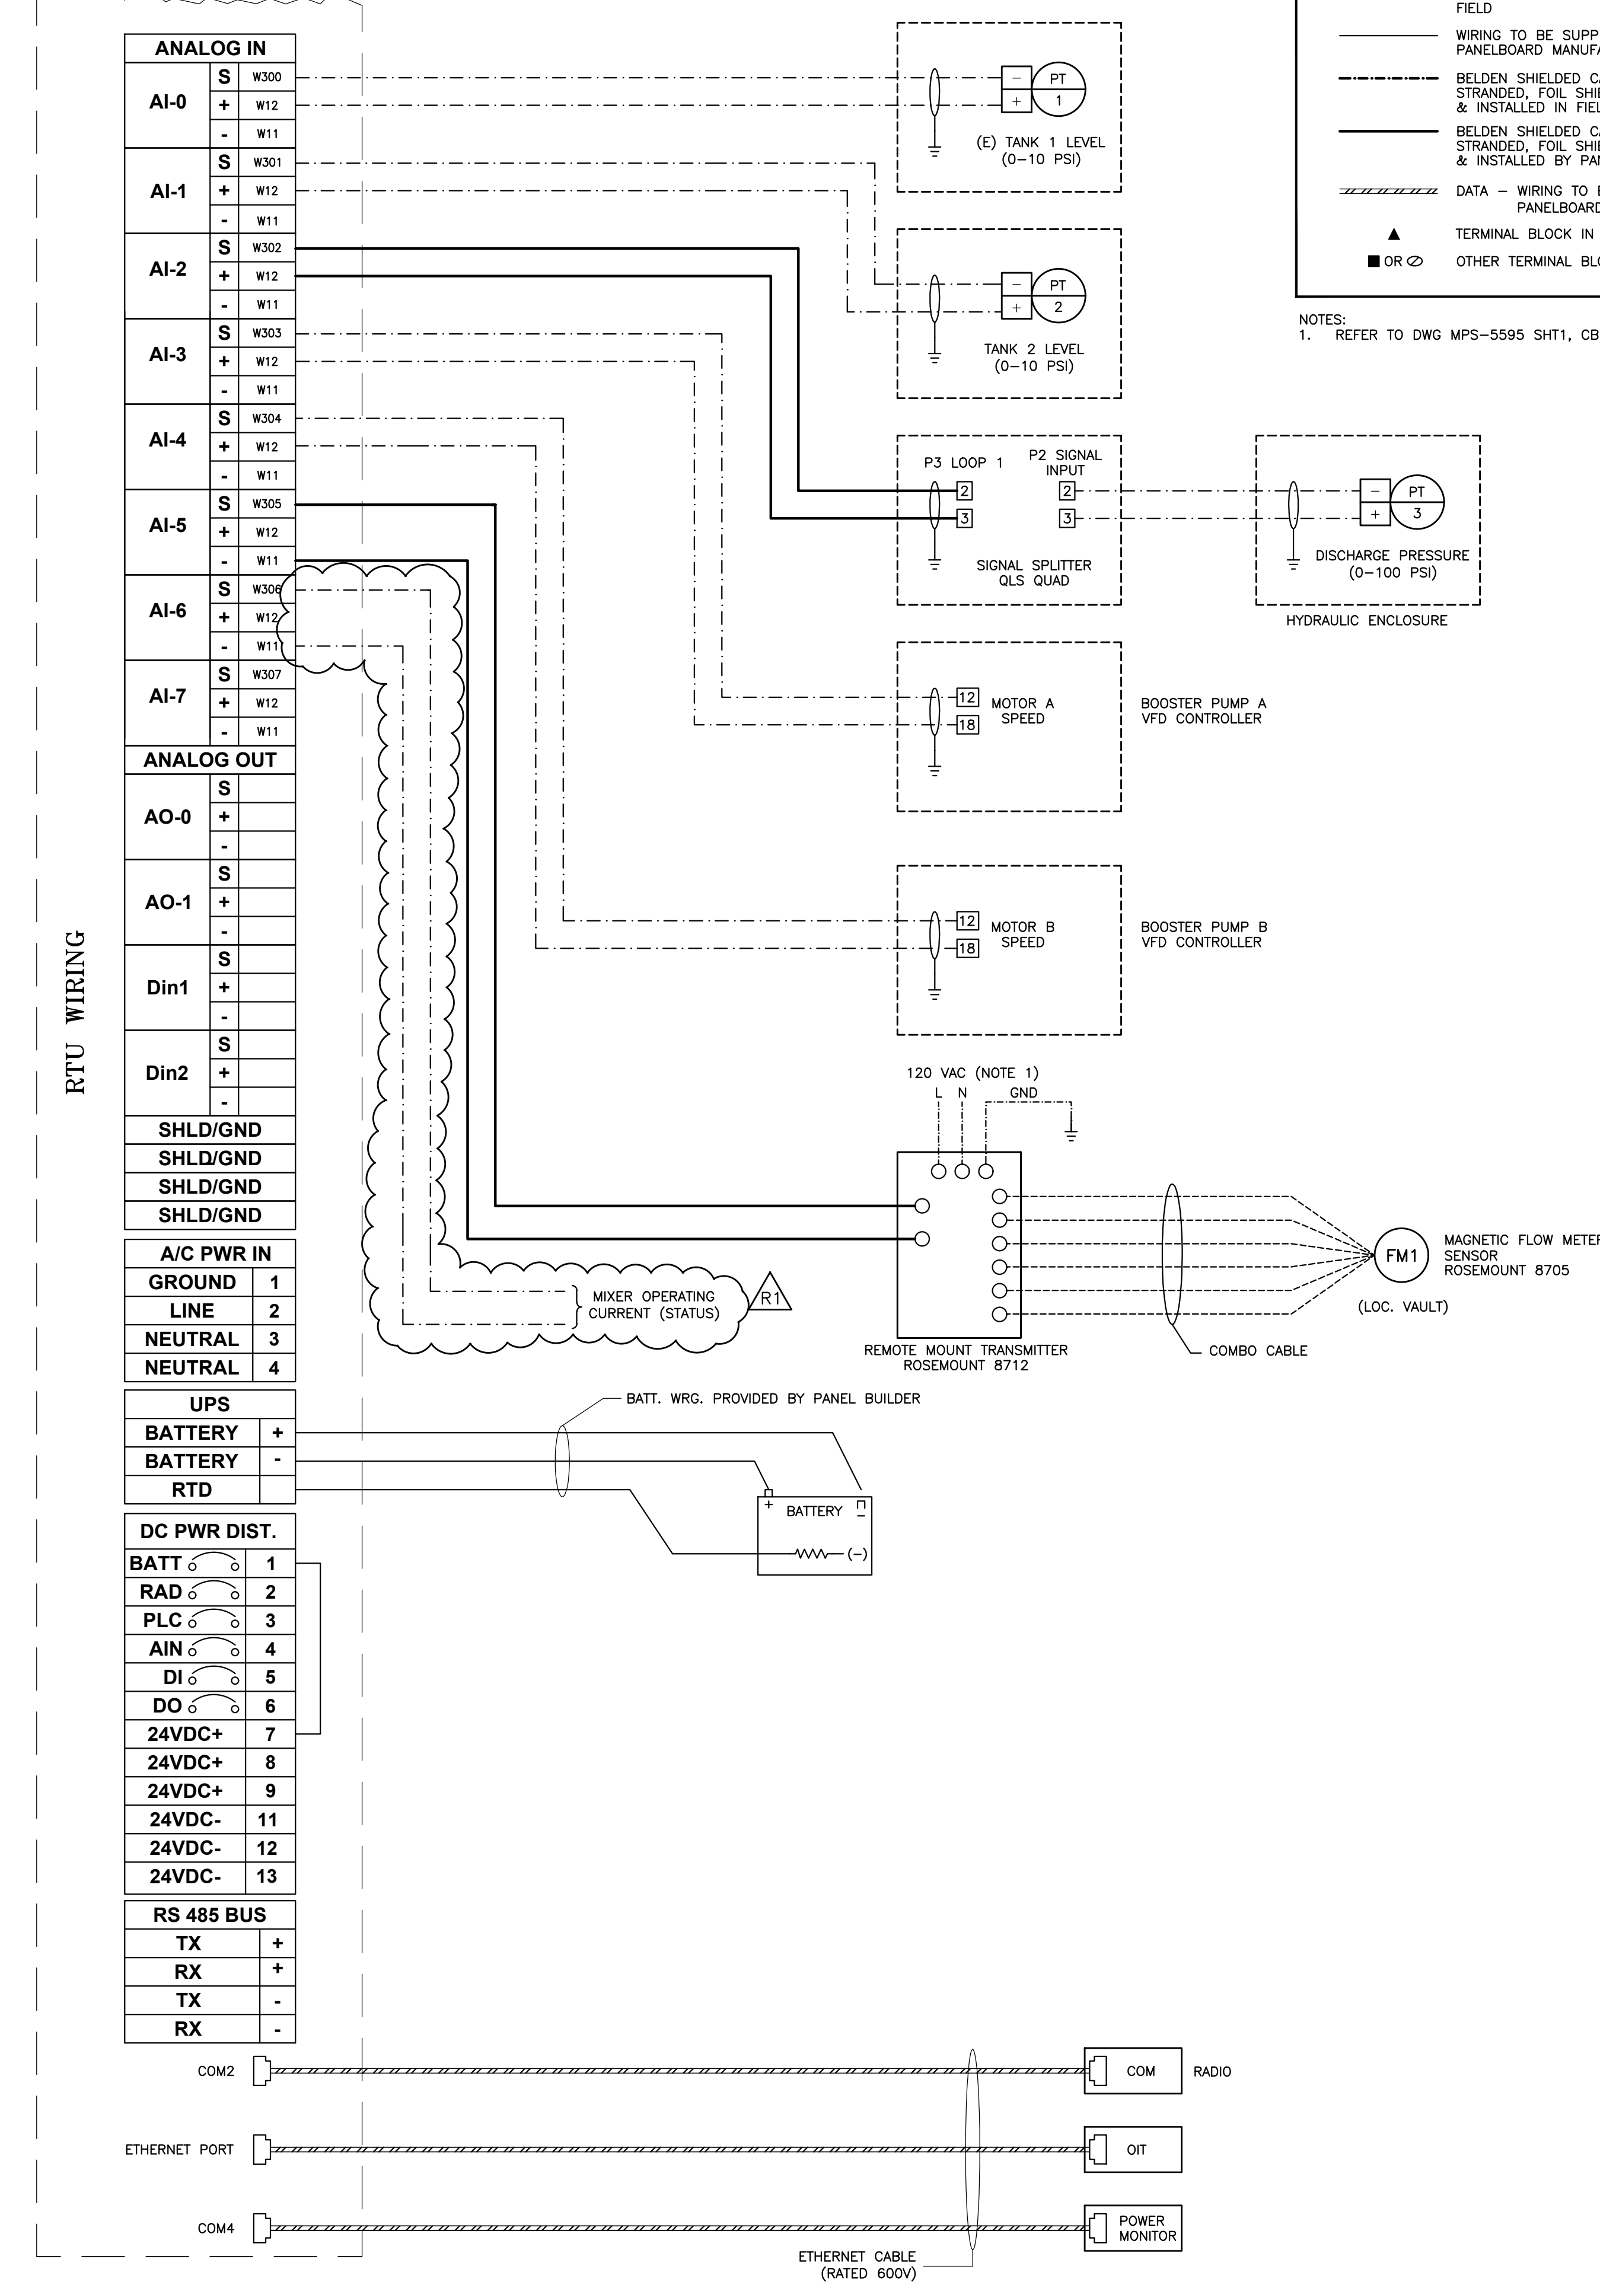 FIELD
WIRING TO BE SUPP
PANELBOARD MANUFA
BELDEN SHIELDED CA
STRANDED, FOIL SHIE
& INSTALLED IN FIEL
BELDEN SHIELDED CA
STRANDED, FOIL SHIE
& INSTALLED BY PAN
DATA – WIRING TO B
PANELBOARD
TERMINAL BLOCK IN
OR OTHER TERMINAL BLO
NOTES:
1. REFER TO DWG MPS–5595 SHT1, CB
RTU WIRING
ANALOG IN
AI-0
S W300
+ W12
- W11
AI-1
S W301
+ W12
- W11
AI-2
S W302
+ W12
- W11
AI-3
S W303
+ W12
- W11
AI-4
S W304
+ W12
- W11
AI-5
S W305
+ W12
- W11
AI-6
S W306
+ W12
- W11
AI-7
S W307
+ W12
- W11
ANALOG OUT
AO-0
S
+
-
AO-1
S
+
-
Din1
S
+
-
Din2
S
+
-
SHLD/GND
SHLD/GND
SHLD/GND
SHLD/GND
A/C PWR IN
GROUND 1
LINE 2
NEUTRAL 3
NEUTRAL 4
UPS
BATTERY +
BATTERY -
RTD
DC PWR DIST.
BATT 1
RAD 2
PLC 3
AIN 4
DI 5
DO 6
24VDC+ 7
24VDC+ 8
24VDC+ 9
24VDC- 11
24VDC- 12
24VDC- 13
RS 485 BUS
TX +
RX +
TX -
RX -
COM2
ETHERNET PORT
COM4
– PT
+ 1
(E) TANK 1 LEVEL
(0–10 PSI)
– PT
+ 2
TANK 2 LEVEL
(0–10 PSI)
P3 LOOP 1
P2 SIGNAL
INPUT
2 2
3 3
SIGNAL SPLITTER
QLS QUAD
– PT
+ 3
DISCHARGE PRESSURE
(0–100 PSI)
HYDRAULIC ENCLOSURE
12 MOTOR A
18 SPEED
BOOSTER PUMP A
VFD CONTROLLER
12 MOTOR B
18 SPEED
BOOSTER PUMP B
VFD CONTROLLER
120 VAC (NOTE 1)
L N GND
REMOTE MOUNT TRANSMITTER
ROSEMOUNT 8712
COMBO CABLE
FM1
MAGNETIC FLOW METER
SENSOR
ROSEMOUNT 8705
(LOC. VAULT)
MIXER OPERATING
CURRENT (STATUS)
R1
BATT. WRG. PROVIDED BY PANEL BUILDER
+ BATTERY –
(–)
COM RADIO
OIT
POWER
MONITOR
ETHERNET CABLE
(RATED 600V)